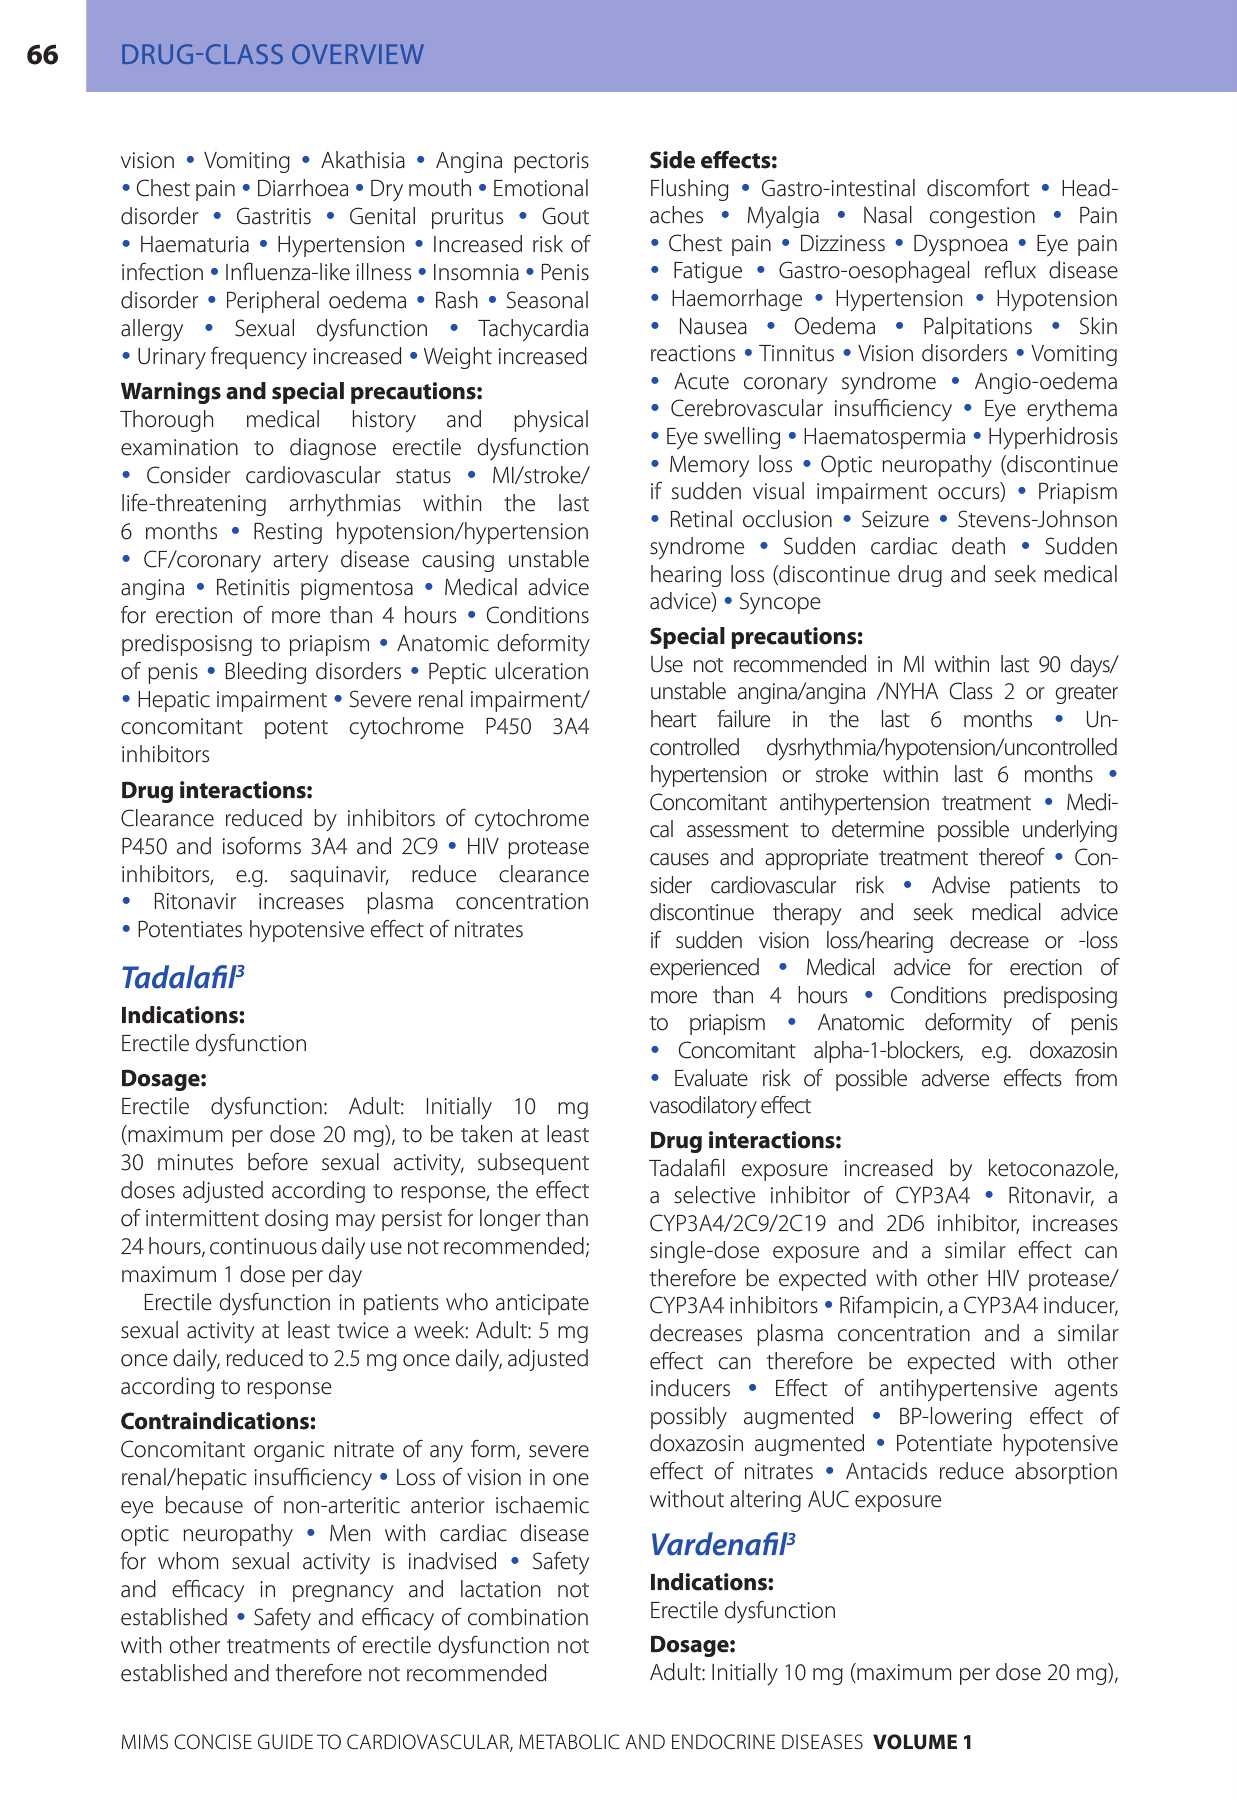 66
DRUG-CLASS OVERVIEW
vision • Vomiting • Akathisia • Angina pectoris
• Chest pain • Diarrhoea • Dry mouth • Emotional
disorder • Gastritis • Genital pruritus • Gout
• Haematuria • Hypertension • Increased risk of
infection • Influenza-like illness • Insomnia • Penis
disorder • Peripheral oedema • Rash • Seasonal
allergy • Sexual dysfunction • Tachycardia
• Urinary frequency increased • Weight increased
Warnings and special precautions:
Thorough medical history and physical
examination to diagnose erectile dysfunction
• Consider cardiovascular status • MI/stroke/
life-threatening arrhythmias within the last
6 months • Resting hypotension/hypertension
• CF/coronary artery disease causing unstable
angina • Retinitis pigmentosa • Medical advice
for erection of more than 4 hours • Conditions
predisposisng to priapism • Anatomic deformity
of penis • Bleeding disorders • Peptic ulceration
• Hepatic impairment • Severe renal impairment/
concomitant potent cytochrome P450 3A4
inhibitors
Drug interactions:
Clearance reduced by inhibitors of cytochrome
P450 and isoforms 3A4 and 2C9 • HIV protease
inhibitors, e.g. saquinavir, reduce clearance
• Ritonavir increases plasma concentration
• Potentiates hypotensive effect of nitrates
Tadalafil³
Indications:
Erectile dysfunction
Dosage:
Erectile dysfunction: Adult: Initially 10 mg
(maximum per dose 20 mg), to be taken at least
30 minutes before sexual activity, subsequent
doses adjusted according to response, the effect
of intermittent dosing may persist for longer than
24 hours, continuous daily use not recommended;
maximum 1 dose per day
Erectile dysfunction in patients who anticipate
sexual activity at least twice a week: Adult: 5 mg
once daily, reduced to 2.5 mg once daily, adjusted
according to response
Contraindications:
Concomitant organic nitrate of any form, severe
renal/hepatic insufficiency • Loss of vision in one
eye because of non-arteritic anterior ischaemic
optic neuropathy • Men with cardiac disease
for whom sexual activity is inadvised • Safety
and efficacy in pregnancy and lactation not
established • Safety and efficacy of combination
with other treatments of erectile dysfunction not
established and therefore not recommended
Side effects:
Flushing • Gastro-intestinal discomfort • Head-
aches • Myalgia • Nasal congestion • Pain
• Chest pain • Dizziness • Dyspnoea • Eye pain
• Fatigue • Gastro-oesophageal reflux disease
• Haemorrhage • Hypertension • Hypotension
• Nausea • Oedema • Palpitations • Skin
reactions • Tinnitus • Vision disorders • Vomiting
• Acute coronary syndrome • Angio-oedema
• Cerebrovascular insufficiency • Eye erythema
• Eye swelling • Haematospermia • Hyperhidrosis
• Memory loss • Optic neuropathy (discontinue
if sudden visual impairment occurs) • Priapism
• Retinal occlusion • Seizure • Stevens-Johnson
syndrome • Sudden cardiac death • Sudden
hearing loss (discontinue drug and seek medical
advice) • Syncope
Special precautions:
Use not recommended in MI within last 90 days/
unstable angina/angina /NYHA Class 2 or greater
heart failure in the last 6 months • Un-
controlled dysrhythmia/hypotension/uncontrolled
hypertension or stroke within last 6 months •
Concomitant antihypertension treatment • Medi-
cal assessment to determine possible underlying
causes and appropriate treatment thereof • Con-
sider cardiovascular risk • Advise patients to
discontinue therapy and seek medical advice
if sudden vision loss/hearing decrease or -loss
experienced • Medical advice for erection of
more than 4 hours • Conditions predisposing
to priapism • Anatomic deformity of penis
• Concomitant alpha-1-blockers, e.g. doxazosin
• Evaluate risk of possible adverse effects from
vasodilatory effect
Drug interactions:
Tadalafil exposure increased by ketoconazole,
a selective inhibitor of CYP3A4 • Ritonavir, a
CYP3A4/2C9/2C19 and 2D6 inhibitor, increases
single-dose exposure and a similar effect can
therefore be expected with other HIV protease/
CYP3A4 inhibitors • Rifampicin, a CYP3A4 inducer,
decreases plasma concentration and a similar
effect can therefore be expected with other
inducers • Effect of antihypertensive agents
possibly augmented • BP-lowering effect of
doxazosin augmented • Potentiate hypotensive
effect of nitrates • Antacids reduce absorption
without altering AUC exposure
Vardenafil³
Indications:
Erectile dysfunction
Dosage:
Adult: Initially 10 mg (maximum per dose 20 mg),
MIMS CONCISE GUIDE TO CARDIOVASCULAR, METABOLIC AND ENDOCRINE DISEASES VOLUME 1